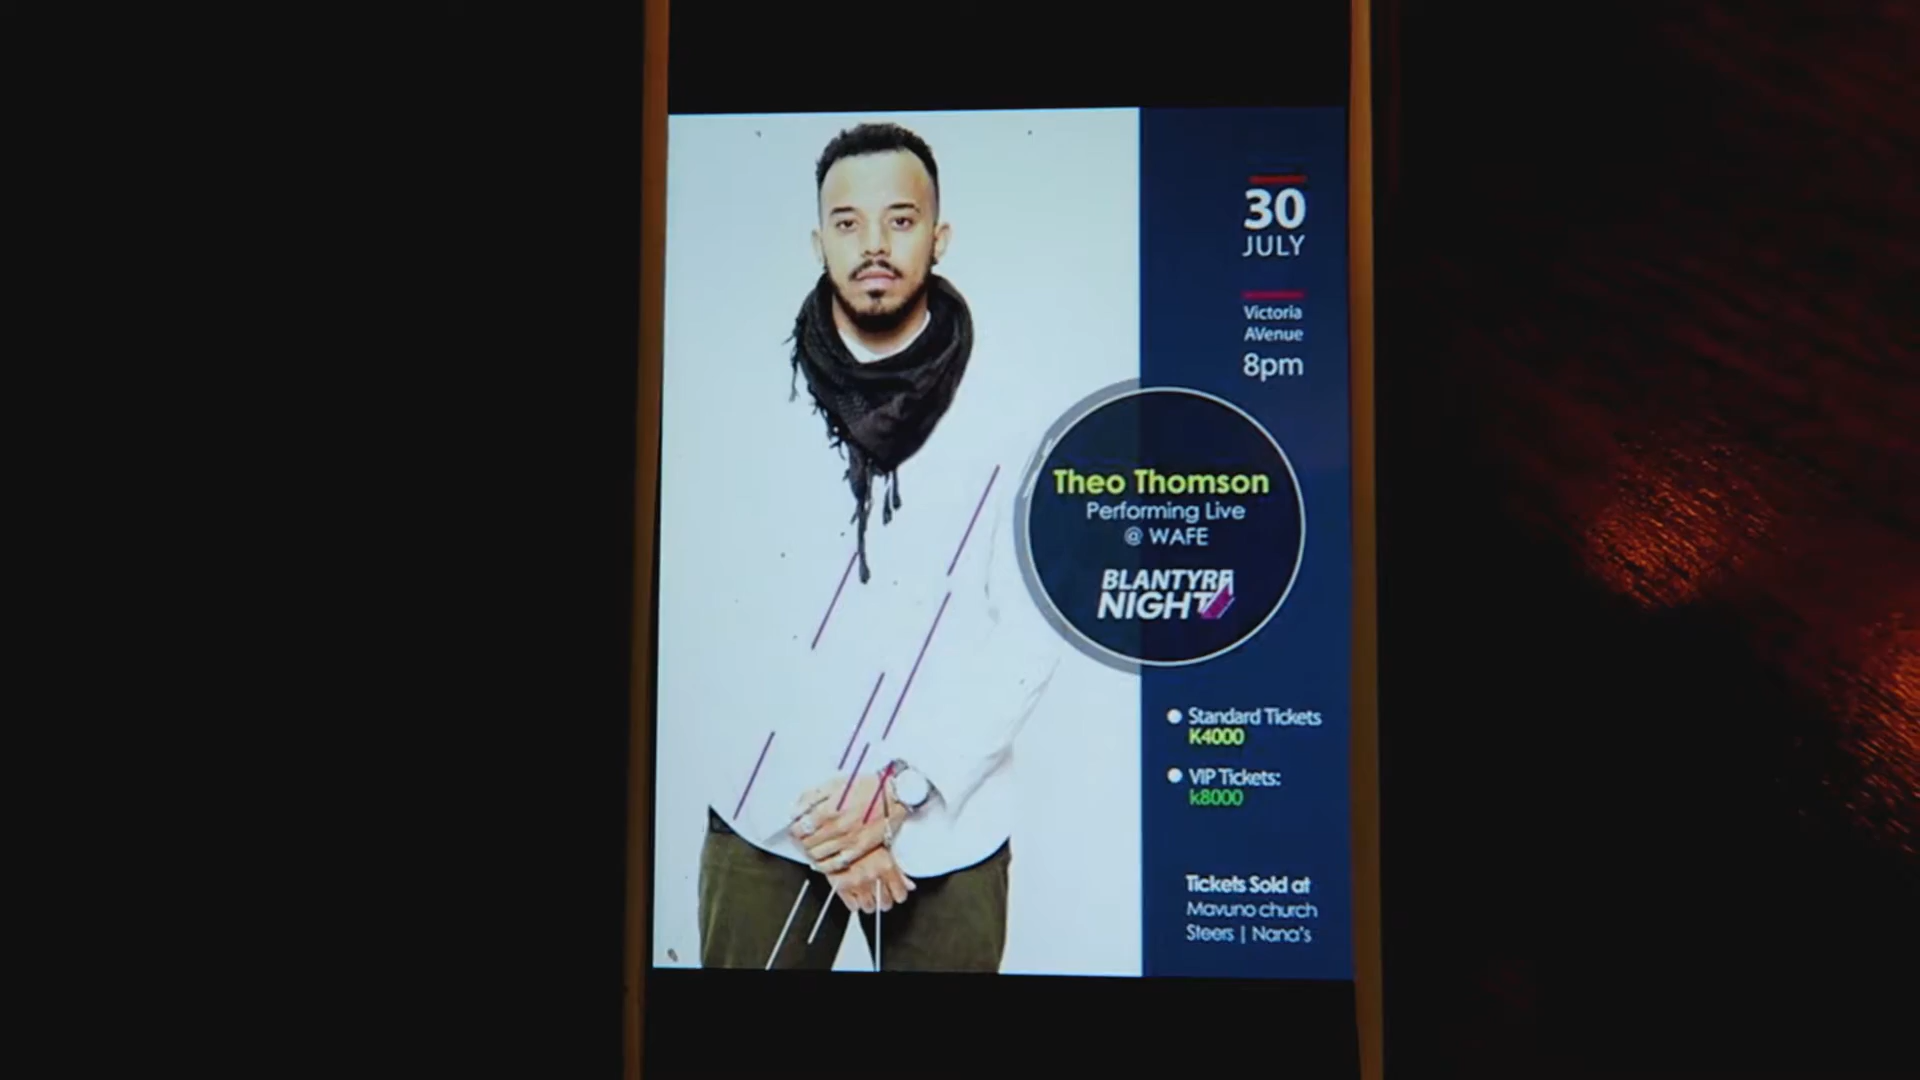 30
JULY
Victoria
AVenue
8pm
Theo Thomson
Performing Live
@ WAFE
BLANTYRE
NIGHT
Standard Tickets
K4000
VIP Tickets:
k8000
Tickets Sold at
Mavuno church
Steers | Nana's